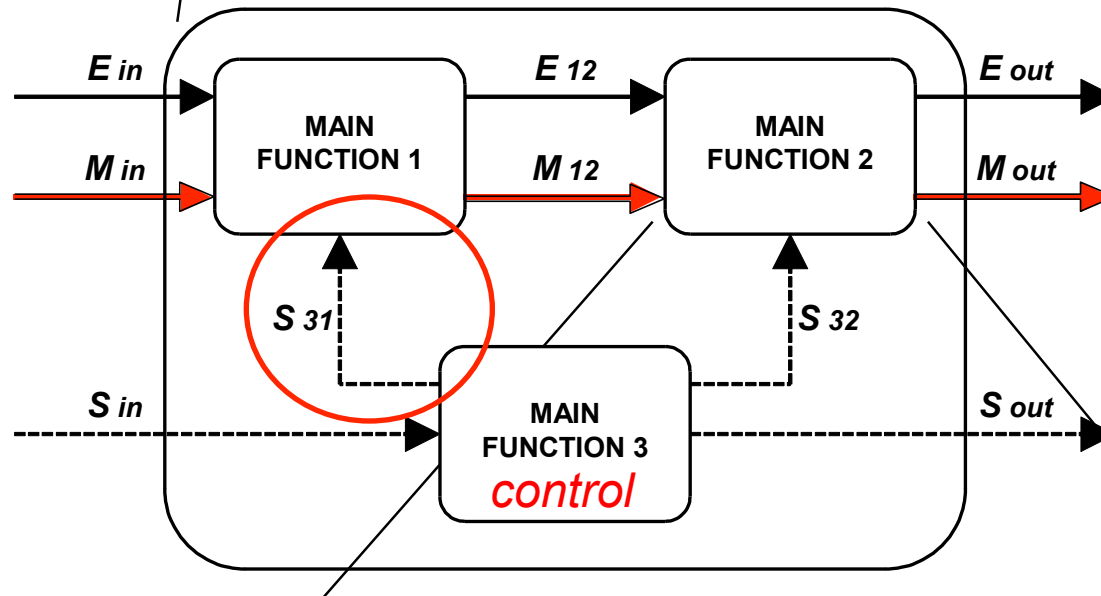 E in
E 12
E out
MAIN
FUNCTION 1
MAIN
FUNCTION 2
M in
M 12
M out
S 31
S 32
S in
MAIN
FUNCTION 3
control
S out